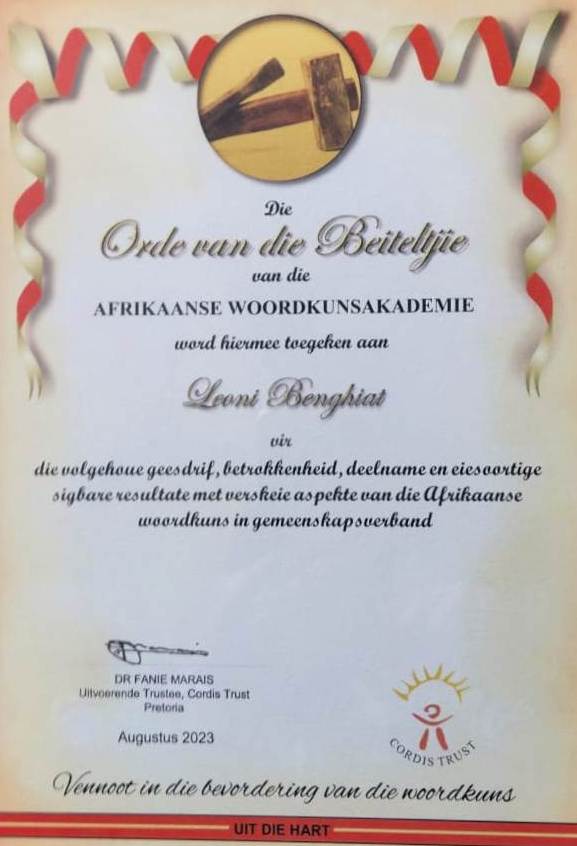 Die
Orde van die Beiteltjie
van die
AFRIKAANSE WOORDKUNSAKADEMIE
word hiermee toegeken aan
Leoni Benghiat
vir
die volgehoue geesdrif, betrokkenheid, deelname en eiesoortige
sigbare resultate met verskeie aspekte van die Afrikaanse
woordkuns in gemeenskapsverband
DR FANIE MARAIS
Uitvoerende Trustee, Cordis Trust
Pretoria
Augustus 2023
CORDIS TRUST
Vennoot in die bevordering van die woordkuns
UIT DIE HART